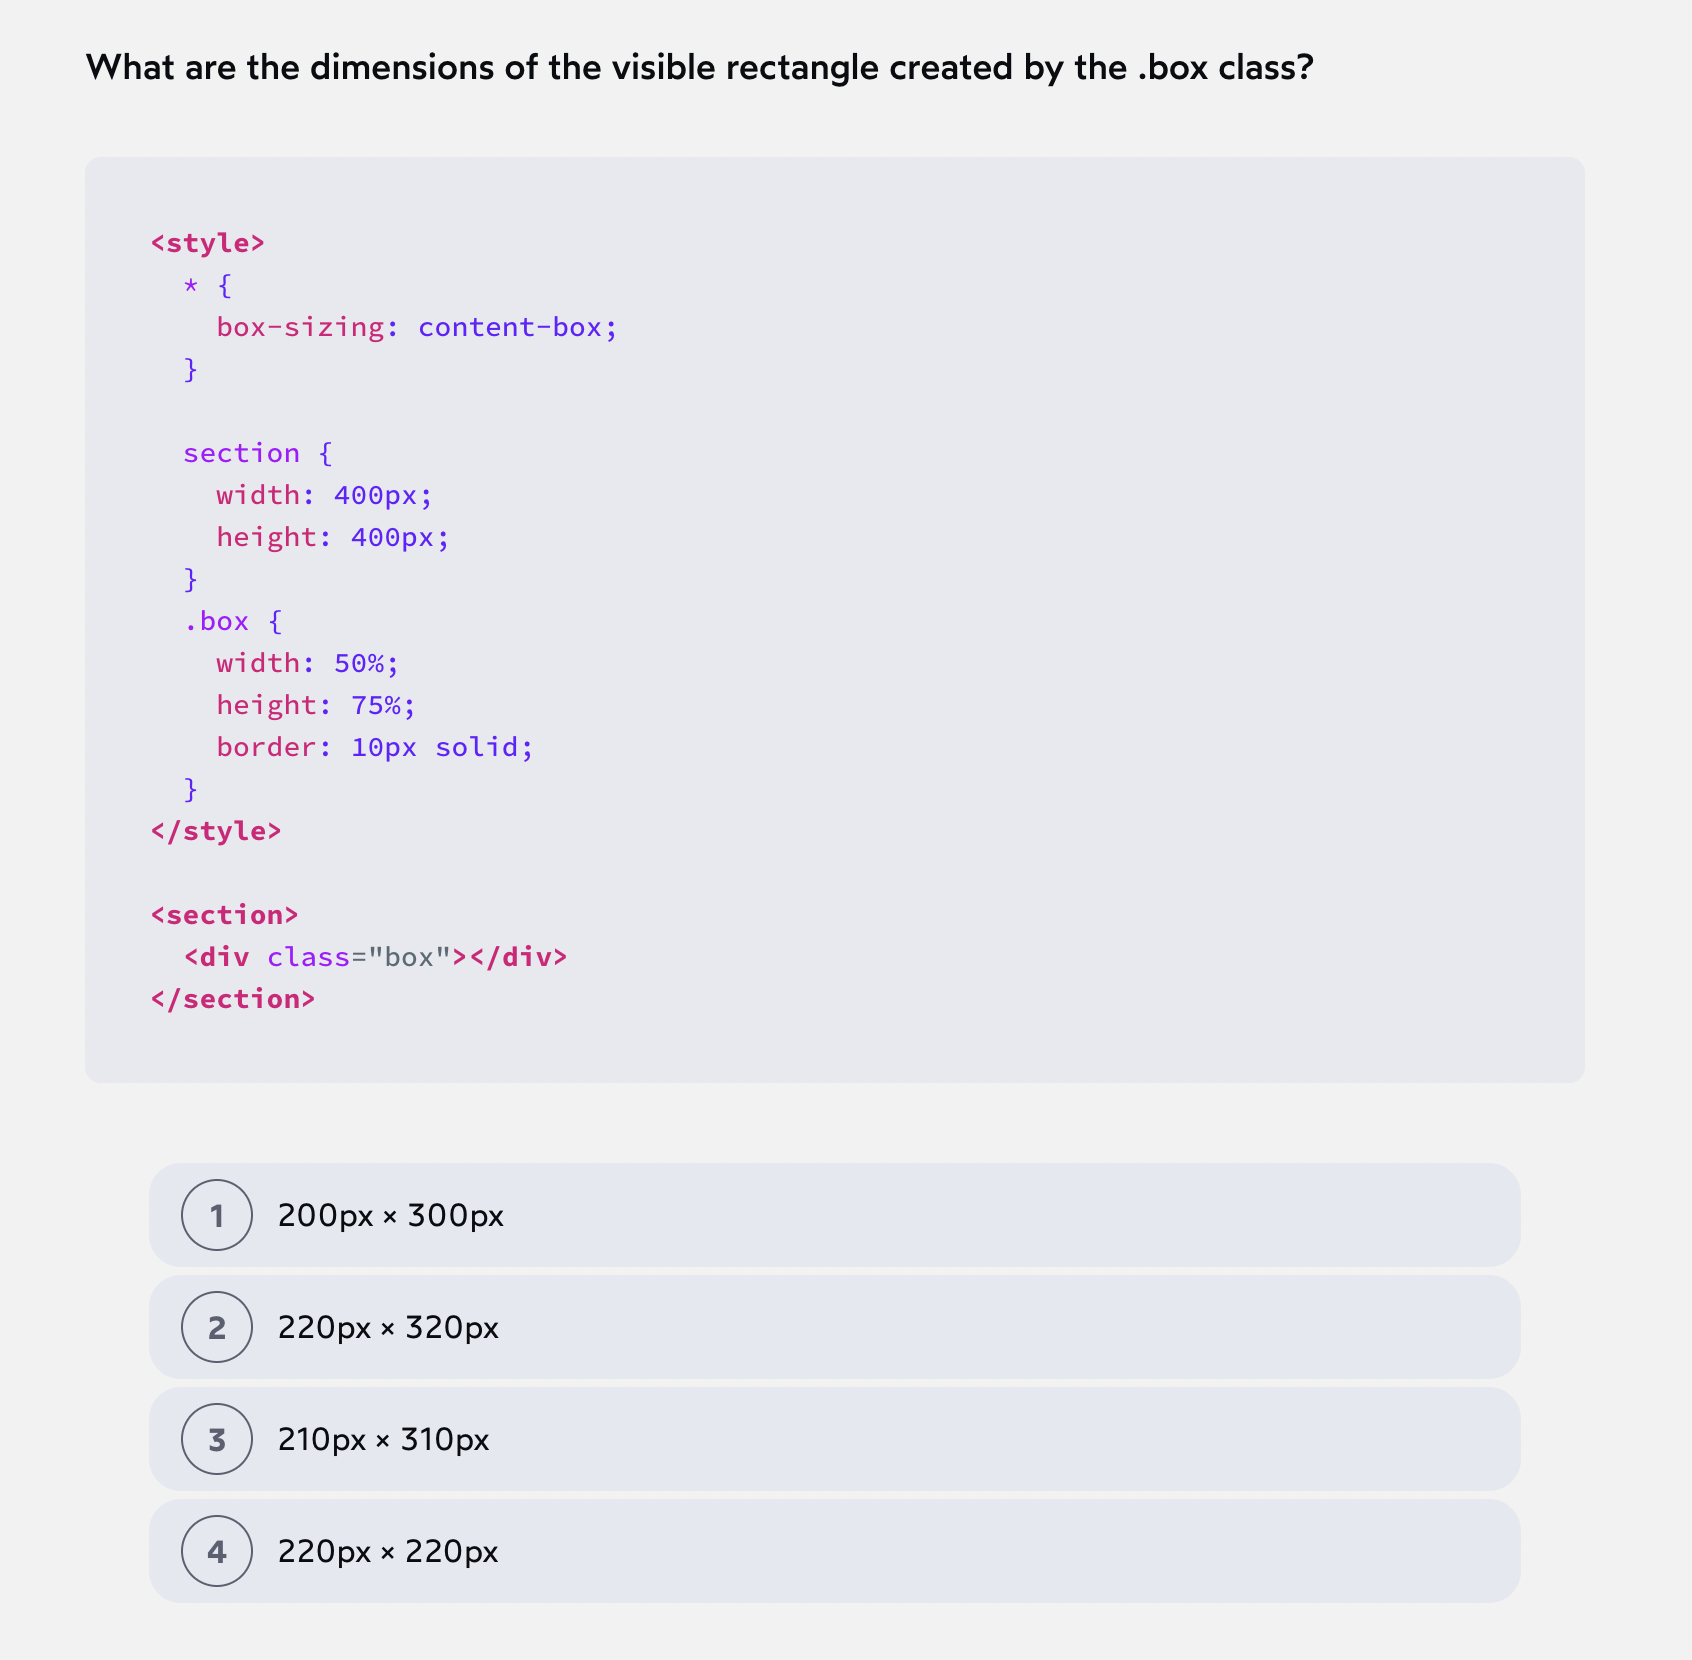 What are the dimensions of the visible rectangle created by the .box class?
<style>
  * {
    box-sizing: content-box;
  }

  section {
    width: 400px;
    height: 400px;
  }
  .box {
    width: 50%;
    height: 75%;
    border: 10px solid;
  }
</style>

<section>
  <div class="box"></div>
</section>
1 200px × 300px
2 220px × 320px
3 210px × 310px
4 220px × 220px